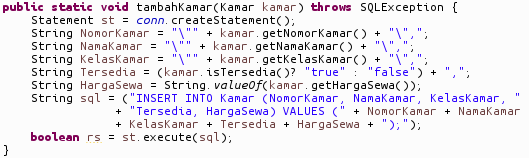 public static void tambahKamar(Kamar kamar) throws SQLException {
Statement st = conn.createStatement();
String NomorKamar = "\"" + kamar.getNomorKamar() + "\",";
String NamaKamar = "\"" + kamar.getNamaKamar() + "\",";
String KelasKamar = "\"" + kamar.getKelasKamar() + "\",";
String Tersedia = (kamar.isTersedia()? "true" : "false") + ",";
String HargaSewa = String.valueOf(kamar.getHargaSewa());
String sql = ("INSERT INTO Kamar (NomorKamar, NamaKamar, KelasKamar, "
+ "Tersedia, HargaSewa) VALUES (" + NomorKamar + NamaKamar
+ KelasKamar + Tersedia + HargaSewa + ");");
boolean rs = st.execute(sql);
}